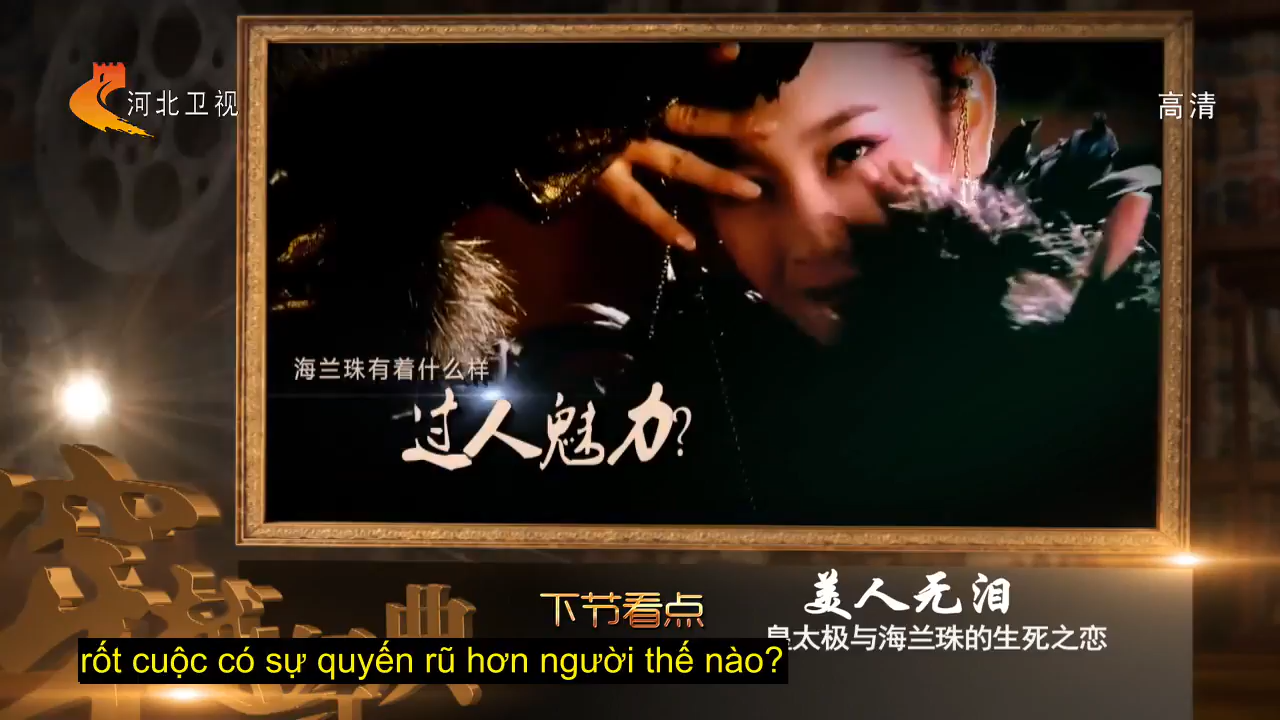 河北卫视
高清
海兰珠有着什么样
过人魅力?
下节看点
美人无泪
皇太极与海兰珠的生死之恋
rốt cuộc có sự quyến rũ hơn người thế nào?